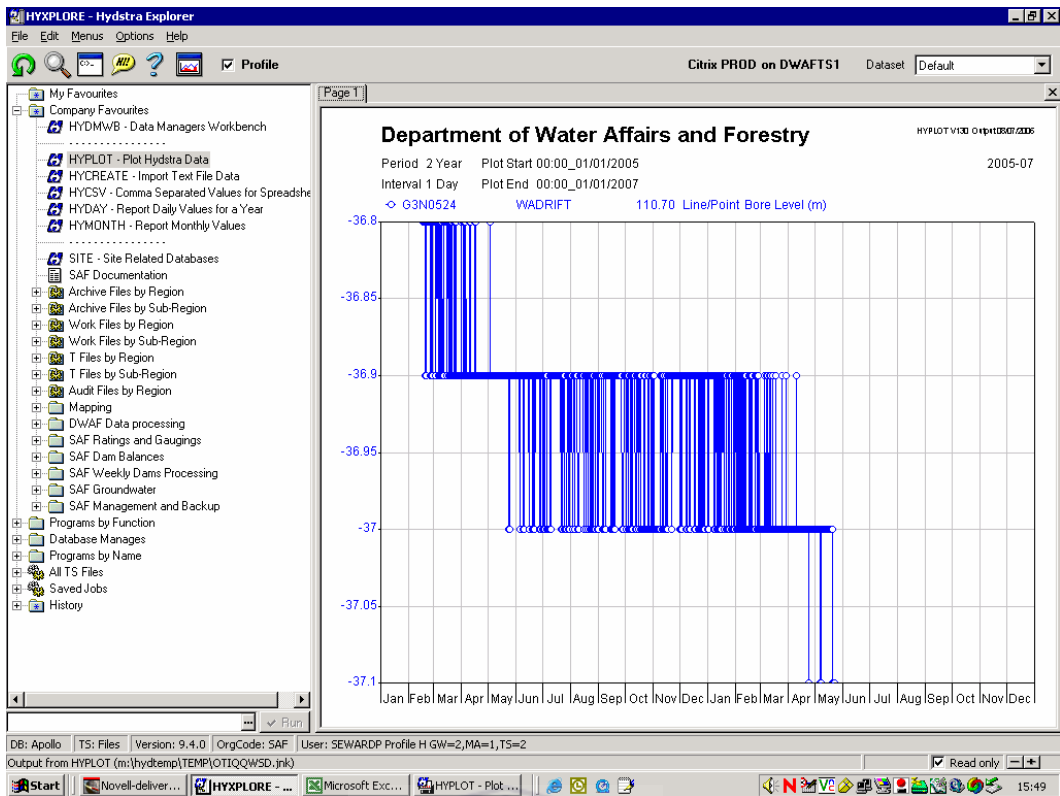 HYXPLORE - Hydstra Explorer
File Edit Menus Options Help
HI!
Profile
Citrix PROD on DWAFTS1 Dataset Default
My Favourites
Company Favourites
HYDMWB - Data Managers Workbench
- - - - - - - - - - - - - - - -
HYPLOT - Plot Hydstra Data
HYCREATE - Import Text File Data
HYCSV - Comma Separated Values for Spreadshe
HYDAY - Report Daily Values for a Year
HYMONTH - Report Monthly Values
- - - - - - - - - - - - - - - -
SITE - Site Related Databases
SAF Documentation
Archive Files by Region
Archive Files by Sub-Region
Work Files by Region
Work Files by Sub-Region
T Files by Region
T Files by Sub-Region
Audit Files by Region
Mapping
DWAF Data processing
SAF Ratings and Gaugings
SAF Dam Balances
SAF Weekly Dams Processing
SAF Groundwater
SAF Management and Backup
Programs by Function
Database Manages
Programs by Name
All TS Files
Saved Jobs
History
Run
Page 1
Department of Water Affairs and Forestry
HYPLOT V130 Output 08/07/2006
Period 2 Year Plot Start 00:00_01/01/2005 2005-07
Interval 1 Day Plot End 00:00_01/01/2007
G3N0524 WADRIFT 110.70 Line/Point Bore Level (m)
-36.8
-36.85
-36.9
-36.95
-37
-37.05
-37.1
Jan Feb Mar Apr May Jun Jul Aug Sep Oct Nov Dec Jan Feb Mar Apr May Jun Jul Aug Sep Oct Nov Dec
DB: Apollo TS: Files Version: 9.4.0 OrgCode: SAF User: SEWARDP Profile H GW=2,MA=1,TS=2
Output from HYPLOT (m:\hydtemp\TEMP\OTIQQWSD.jnk) Read only
Start Novell-deliver... HYXPLORE - ... Microsoft Exc... HYPLOT - Plot ... 15:49